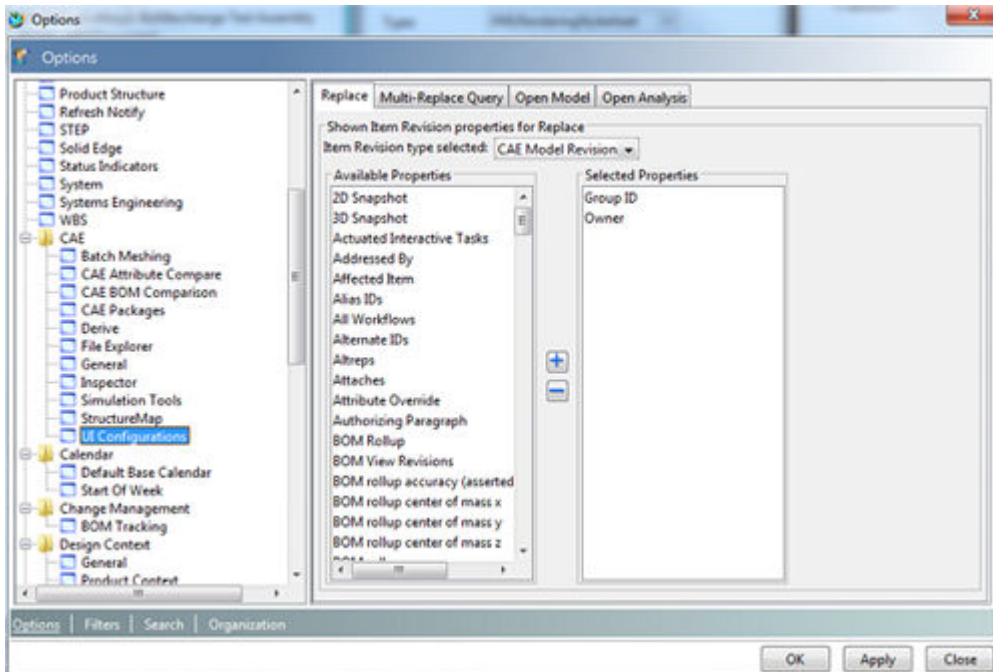 Options
Type
Options
Product Structure
Refresh Notify
STEP
Solid Edge
Status Indicators
System
Systems Engineering
WBS
CAE
Batch Meshing
CAE Attribute Compare
CAE BOM Comparison
CAE Packages
Derive
File Explorer
General
Inspector
Simulation Tools
StructureMap
UI Configurations
Calendar
Default Base Calendar
Start Of Week
Change Management
BOM Tracking
Design Context
General
Product Context
Replace Multi-Replace Query Open Model Open Analysis
Shown Item Revision properties for Replace
Item Revision type selected: CAE Model Revision
Available Properties
2D Snapshot
3D Snapshot
Actuated Interactive Tasks
Addressed By
Affected Item
Alias IDs
All Workflows
Alternate IDs
Altreps
Attaches
Attribute Override
Authorizing Paragraph
BOM Rollup
BOM View Revisions
BOM rollup accuracy (asserted
BOM rollup center of mass x
BOM rollup center of mass y
BOM rollup center of mass z
Selected Properties
Group ID
Owner
Options Filters Search Organization
OK Apply Close